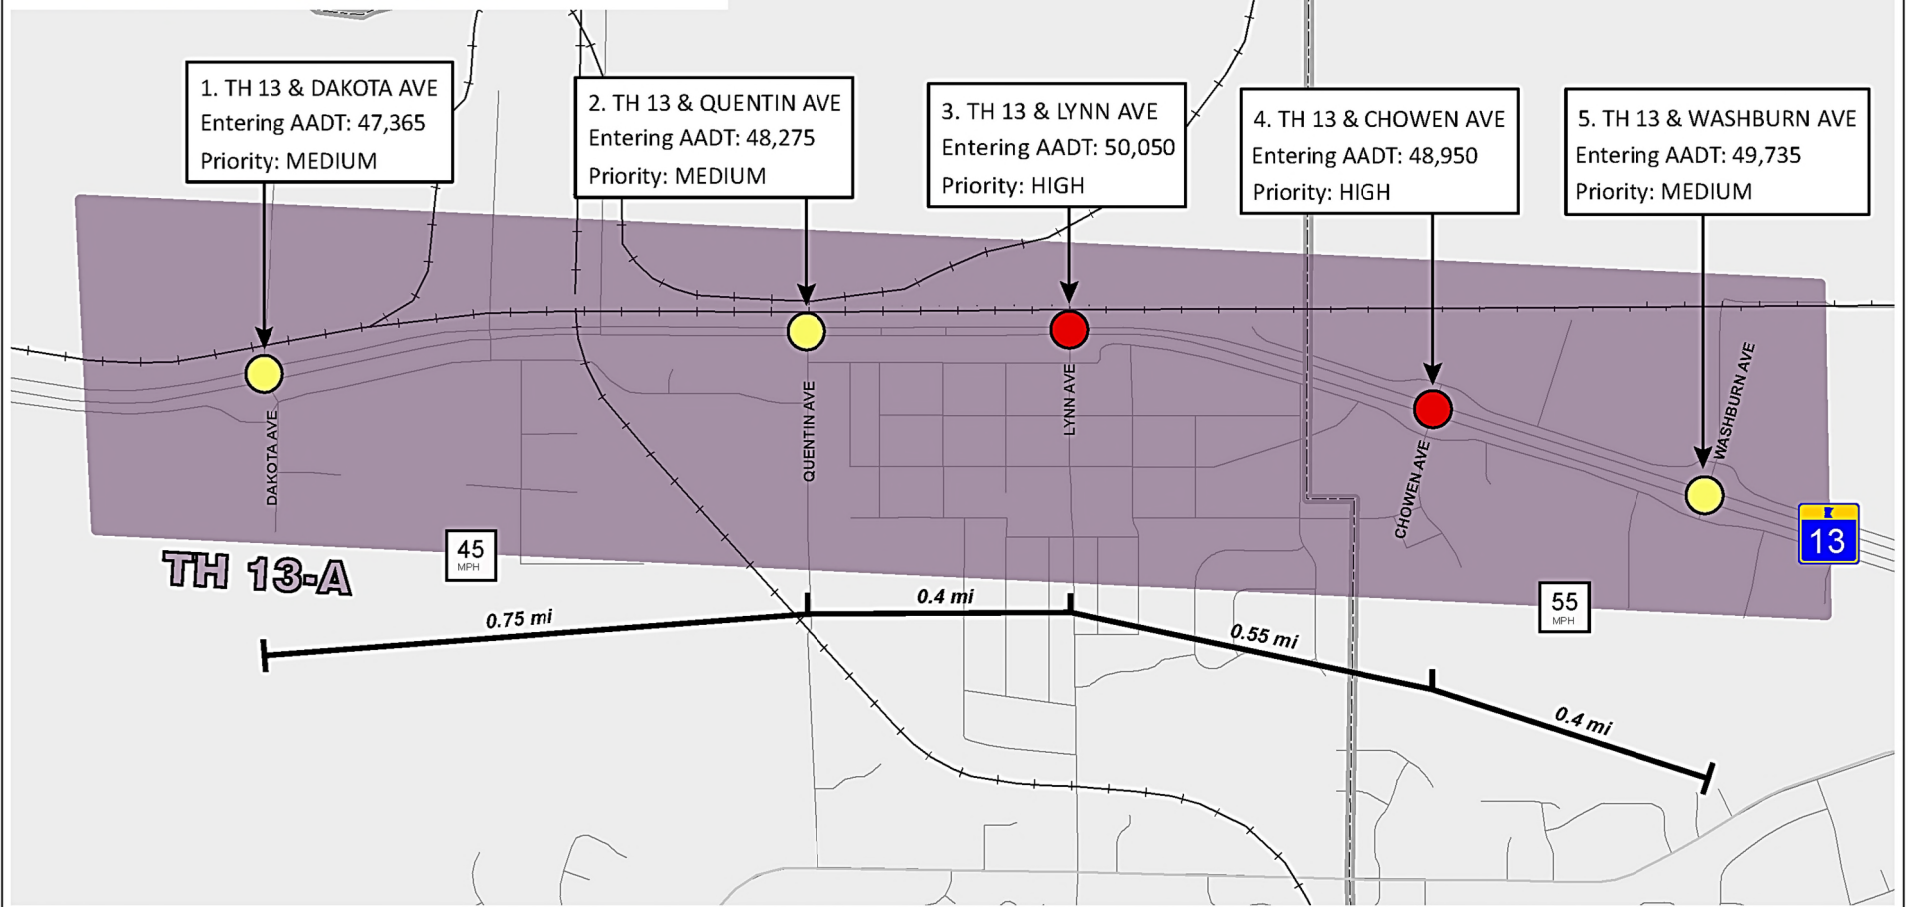 1. TH 13 & DAKOTA AVE
Entering AADT: 47,365
Priority: MEDIUM
2. TH 13 & QUENTIN AVE
Entering AADT: 48,275
Priority: MEDIUM
3. TH 13 & LYNN AVE
Entering AADT: 50,050
Priority: HIGH
4. TH 13 & CHOWEN AVE
Entering AADT: 48,950
Priority: HIGH
5. TH 13 & WASHBURN AVE
Entering AADT: 49,735
Priority: MEDIUM
DAKOTA AVE
QUENTIN AVE
LYNN AVE
CHOWEN AVE
WASHBURN AVE
13
TH 13-A
45
MPH
55
MPH
0.75 mi
0.4 mi
0.55 mi
0.4 mi